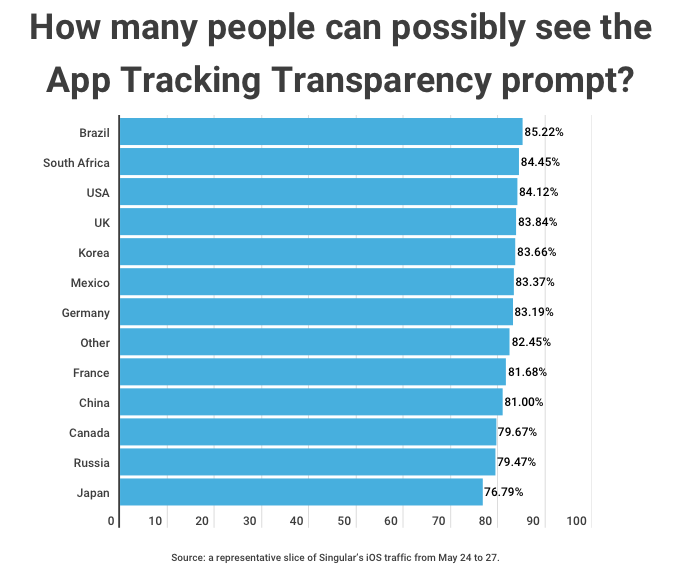 How many people can possibly see the
App Tracking Transparency prompt?
Brazil 85.22%
South Africa 84.45%
USA 84.12%
UK 83.84%
Korea 83.66%
Mexico 83.37%
Germany 83.19%
Other 82.45%
France 81.68%
China 81.00%
Canada 79.67%
Russia 79.47%
Japan 76.79%
0 10 20 30 40 50 60 70 80 90 100
Source: a representative slice of Singular's iOS traffic from May 24 to 27.